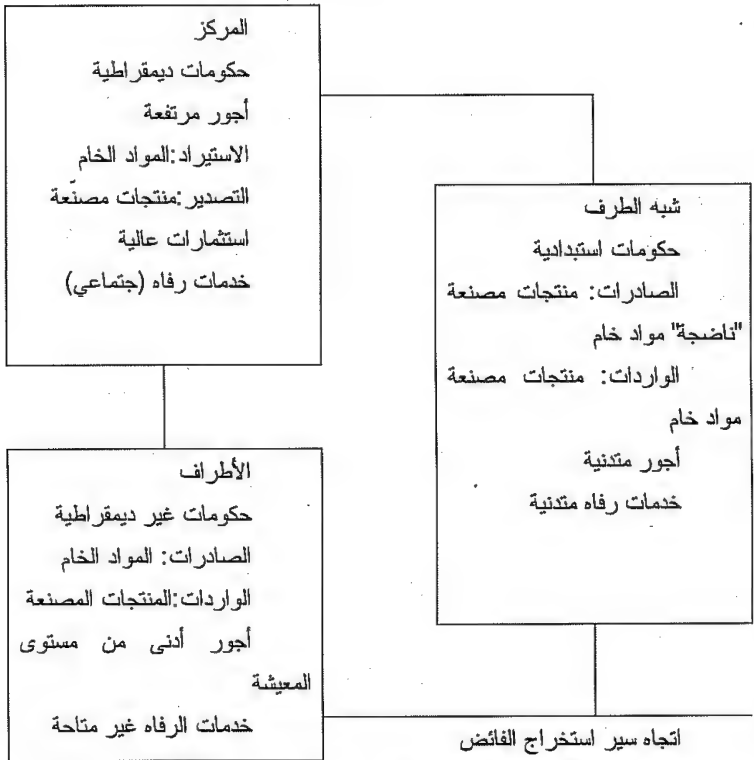 المركز
حكومات ديمقراطية
أجور مرتفعة
الاستيراد:المواد الخام
التصدير:منتجات مصنّعة
استثمارات عالية
خدمات رفاه (جتماعي)
شبه الطرف
حكومات استبدادية
الصادرات: منتجات مصنعة
"ناضجة" مواد خام
الواردات: منتجات مصنعة
مواد خام
أجور متدنية
خدمات رفاه متدنية
الأطراف
حكومات غير ديمقراطية
الصادرات: المواد الخام
الواردات:المنتجات المصنعة
أجور أدنى من مستوى
المعيشة
خدمات الرفاه غير متاحة
اتجاه سير استخراج الفائض